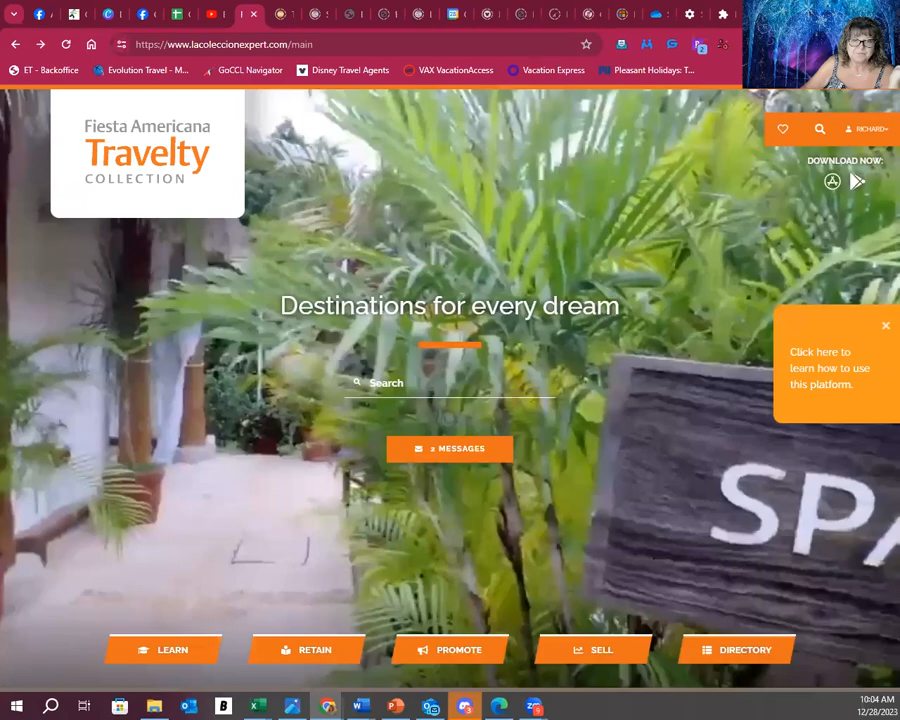 https://www.lacoleccionexpert.com/main
ET - Backoffice
Evolution Travel - M...
GoCCL Navigator
Disney Travel Agents
VAX VacationAccess
Vacation Express
Pleasant Holidays: T...
Fiesta Americana
Travelty
COLLECTION
RICHARD
DOWNLOAD NOW:
Destinations for every dream
Search
2 MESSAGES
Click here to
learn how to use
this platform.
SPA
LEARN
RETAIN
PROMOTE
SELL
DIRECTORY
10:04 AM
12/28/2023